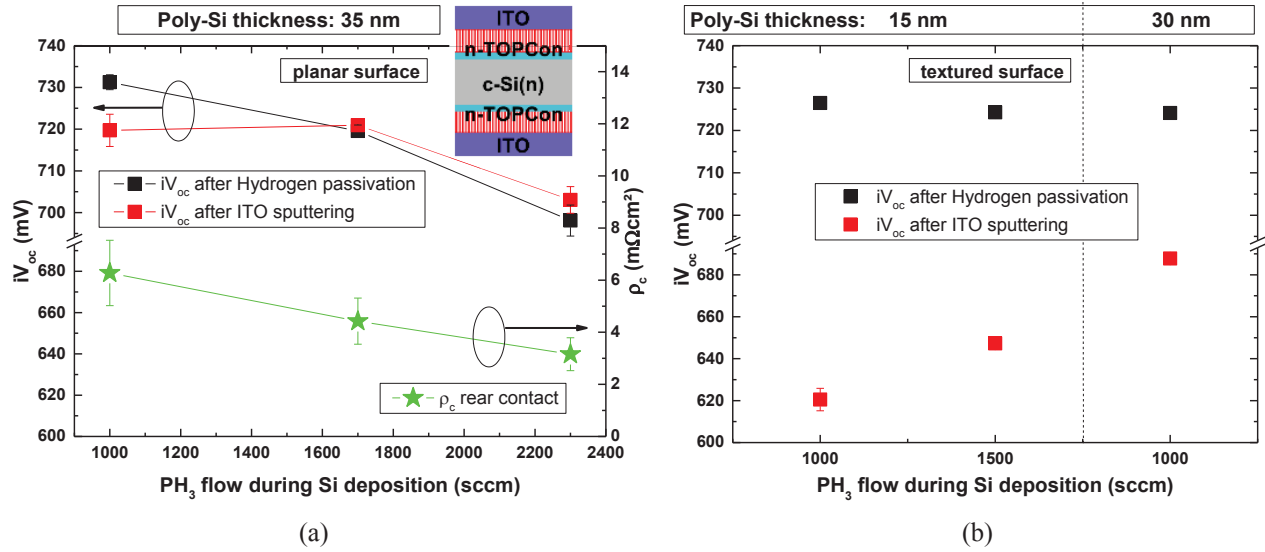 Poly-Si thickness: 35 nm
ITO
n-TOPCon
c-Si(n)
n-TOPCon
ITO
planar surface
740
730
720
710
700
680
660
640
620
600
iVoc (mV)
14
12
10
8
6
4
2
0
ρc (mΩcm²)
iVoc after Hydrogen passivation
iVoc after ITO sputtering
ρc rear contact
1000 1200 1400 1600 1800 2000 2200 2400
PH3 flow during Si deposition (sccm)
(a)
Poly-Si thickness: 15 nm 30 nm
textured surface
740
730
720
710
700
680
660
640
620
600
iVoc (mV)
iVoc after Hydrogen passivation
iVoc after ITO sputtering
1000 1500 1000
PH3 flow during Si deposition (sccm)
(b)